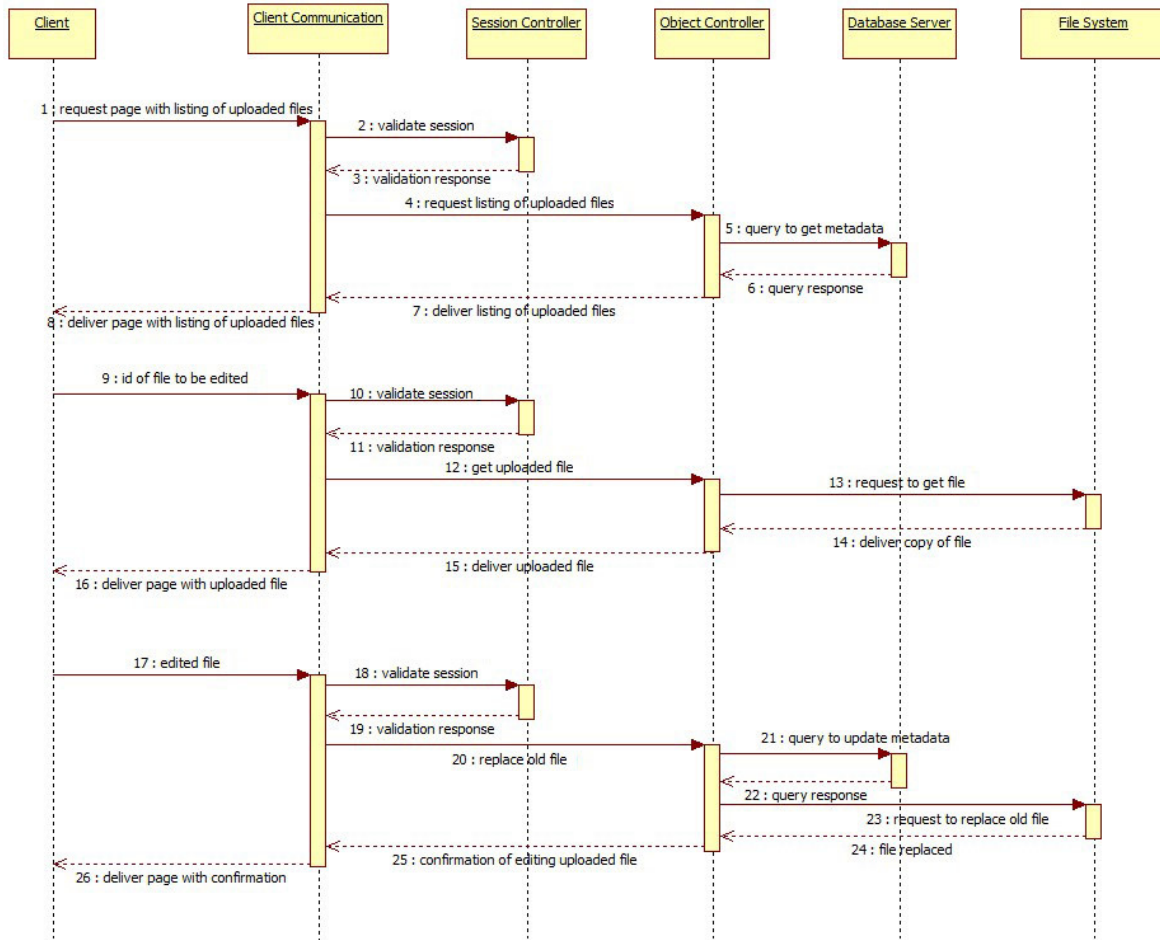 Client
Client Communication
Session Controller
Object Controller
Database Server
File System
1 : request page with listing of uploaded files
2 : validate session
3 : validation response
4 : request listing of uploaded files
5 : query to get metadata
6 : query response
7 : deliver listing of uploaded files
8 : deliver page with listing of uploaded files
9 : id of file to be edited
10 : validate session
11 : validation response
12 : get uploaded file
13 : request to get file
14 : deliver copy of file
15 : deliver uploaded file
16 : deliver page with uploaded file
17 : edited file
18 : validate session
19 : validation response
20 : replace old file
21 : query to update metadata
22 : query response
23 : request to replace old file
24 : file replaced
25 : confirmation of editing uploaded file
26 : deliver page with confirmation